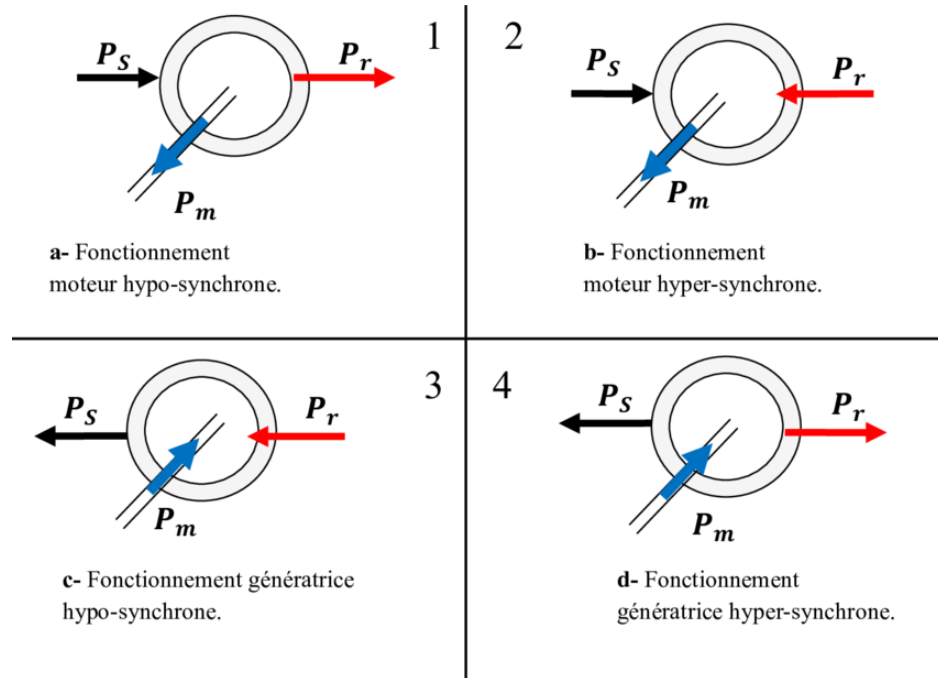 1
P_S
P_r
P_m
a- Fonctionnement
moteur hypo-synchrone.
2
P_S
P_r
P_m
b- Fonctionnement
moteur hyper-synchrone.
3
P_S
P_r
P_m
c- Fonctionnement génératrice
hypo-synchrone.
4
P_S
P_r
P_m
d- Fonctionnement
génératrice hyper-synchrone.